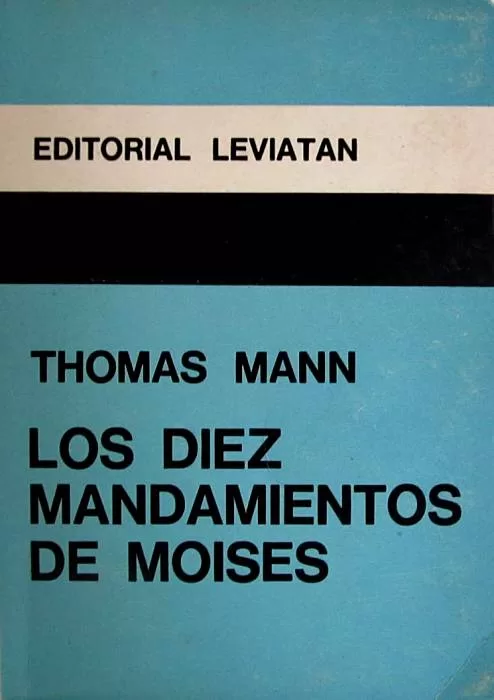 EDITORIAL LEVIATAN
THOMAS MANN
LOS DIEZ
MANDAMIENTOS
DE MOISES